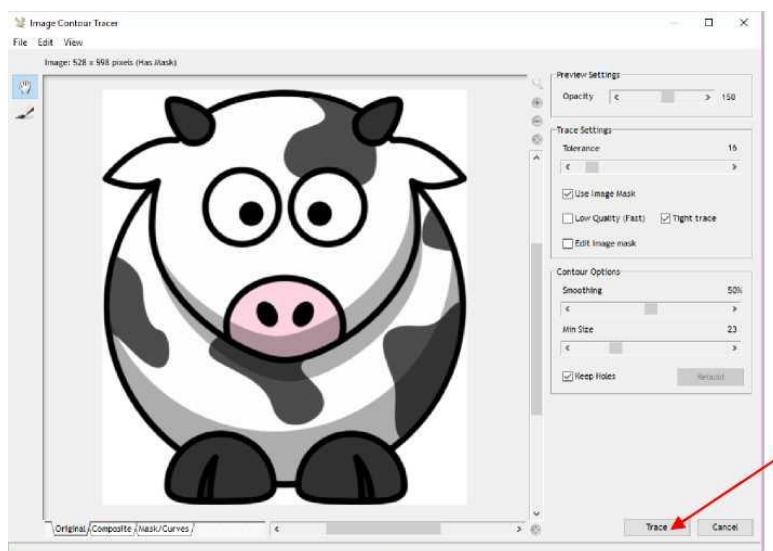 Image Contour Tracer
File Edit View
Image: 528 x 598 pixels (Has Mask)
Preview Settings
Opacity < > 150
Trace Settings
Tolerance 16
< >
Use Image Mask
Low Quality (Fast) Tight trace
Edit Image mask
Contour Options
Smoothing 50%
< >
Min Size 23
< >
Keep Holes Rebuild
Original Composite Mask/Curves < >
Trace Cancel